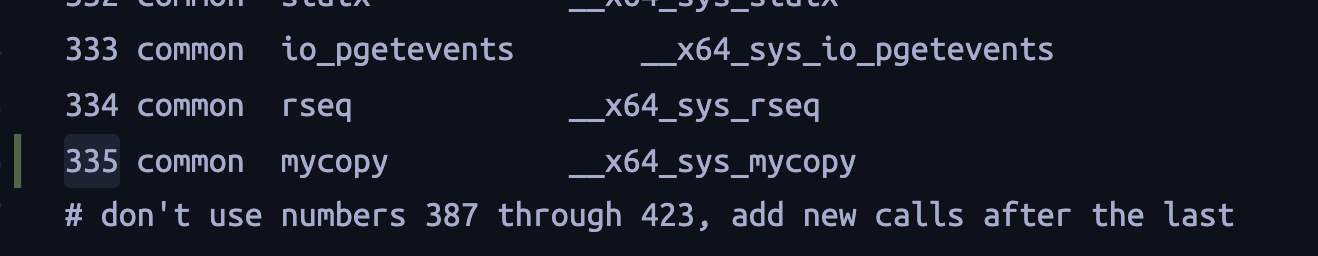 332 common statx __x64_sys_statx
333 common io_pgetevents __x64_sys_io_pgetevents
334 common rseq __x64_sys_rseq
335 common mycopy __x64_sys_mycopy
# don't use numbers 387 through 423, add new calls after the last